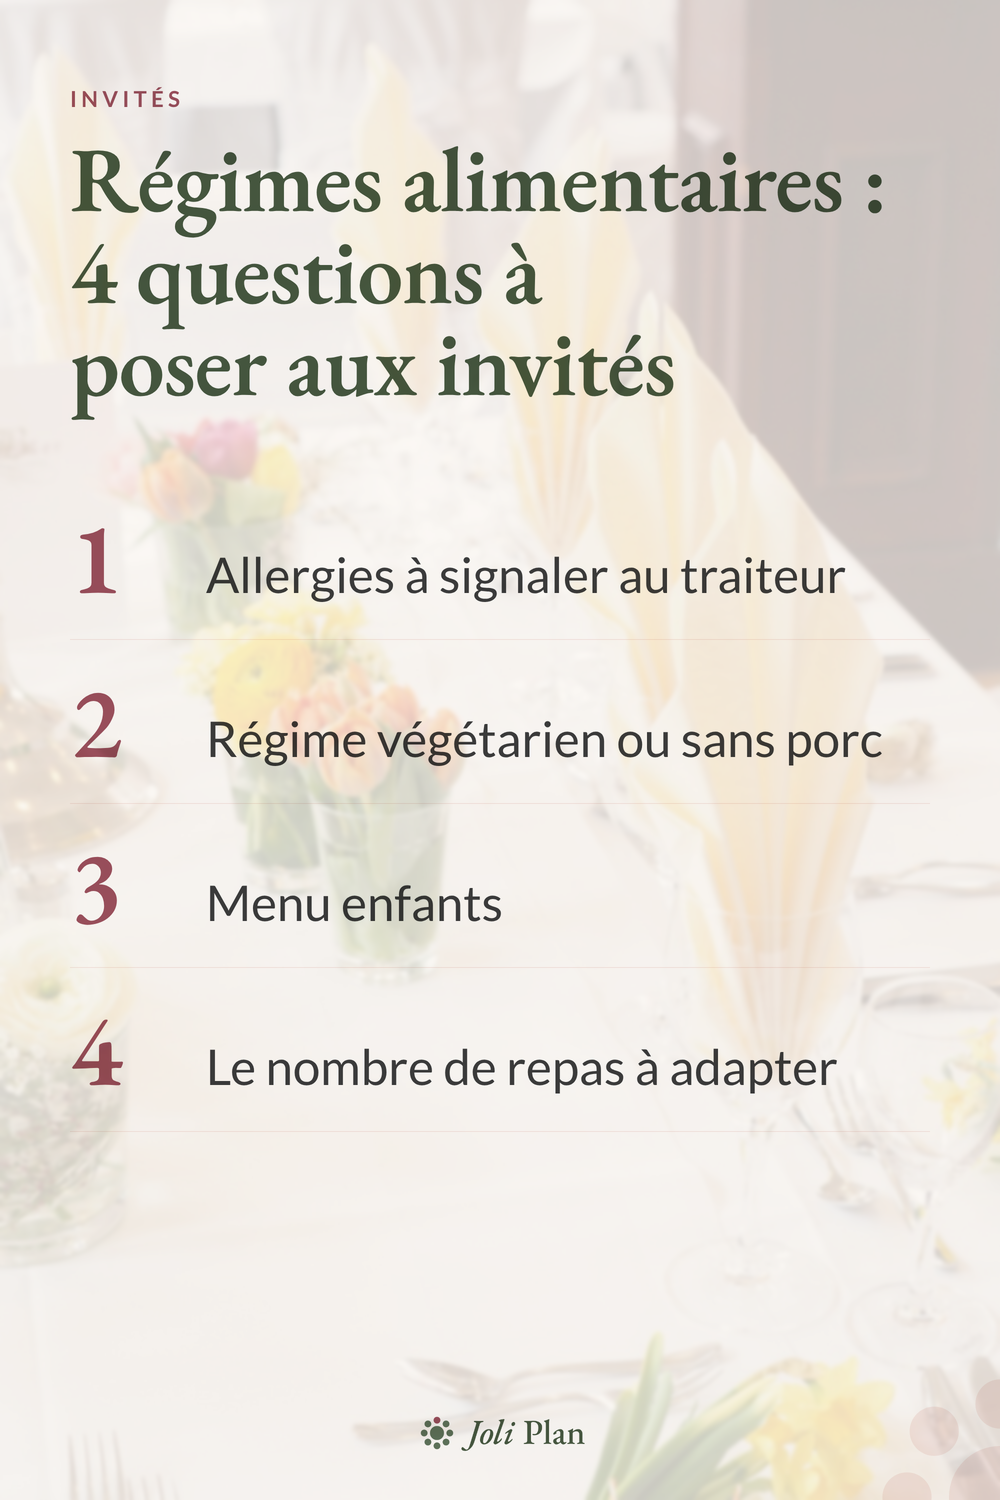 INVITÉS
Régimes alimentaires :
4 questions à
poser aux invités
1 Allergies à signaler au traiteur
2 Régime végétarien ou sans porc
3 Menu enfants
4 Le nombre de repas à adapter
Joli Plan